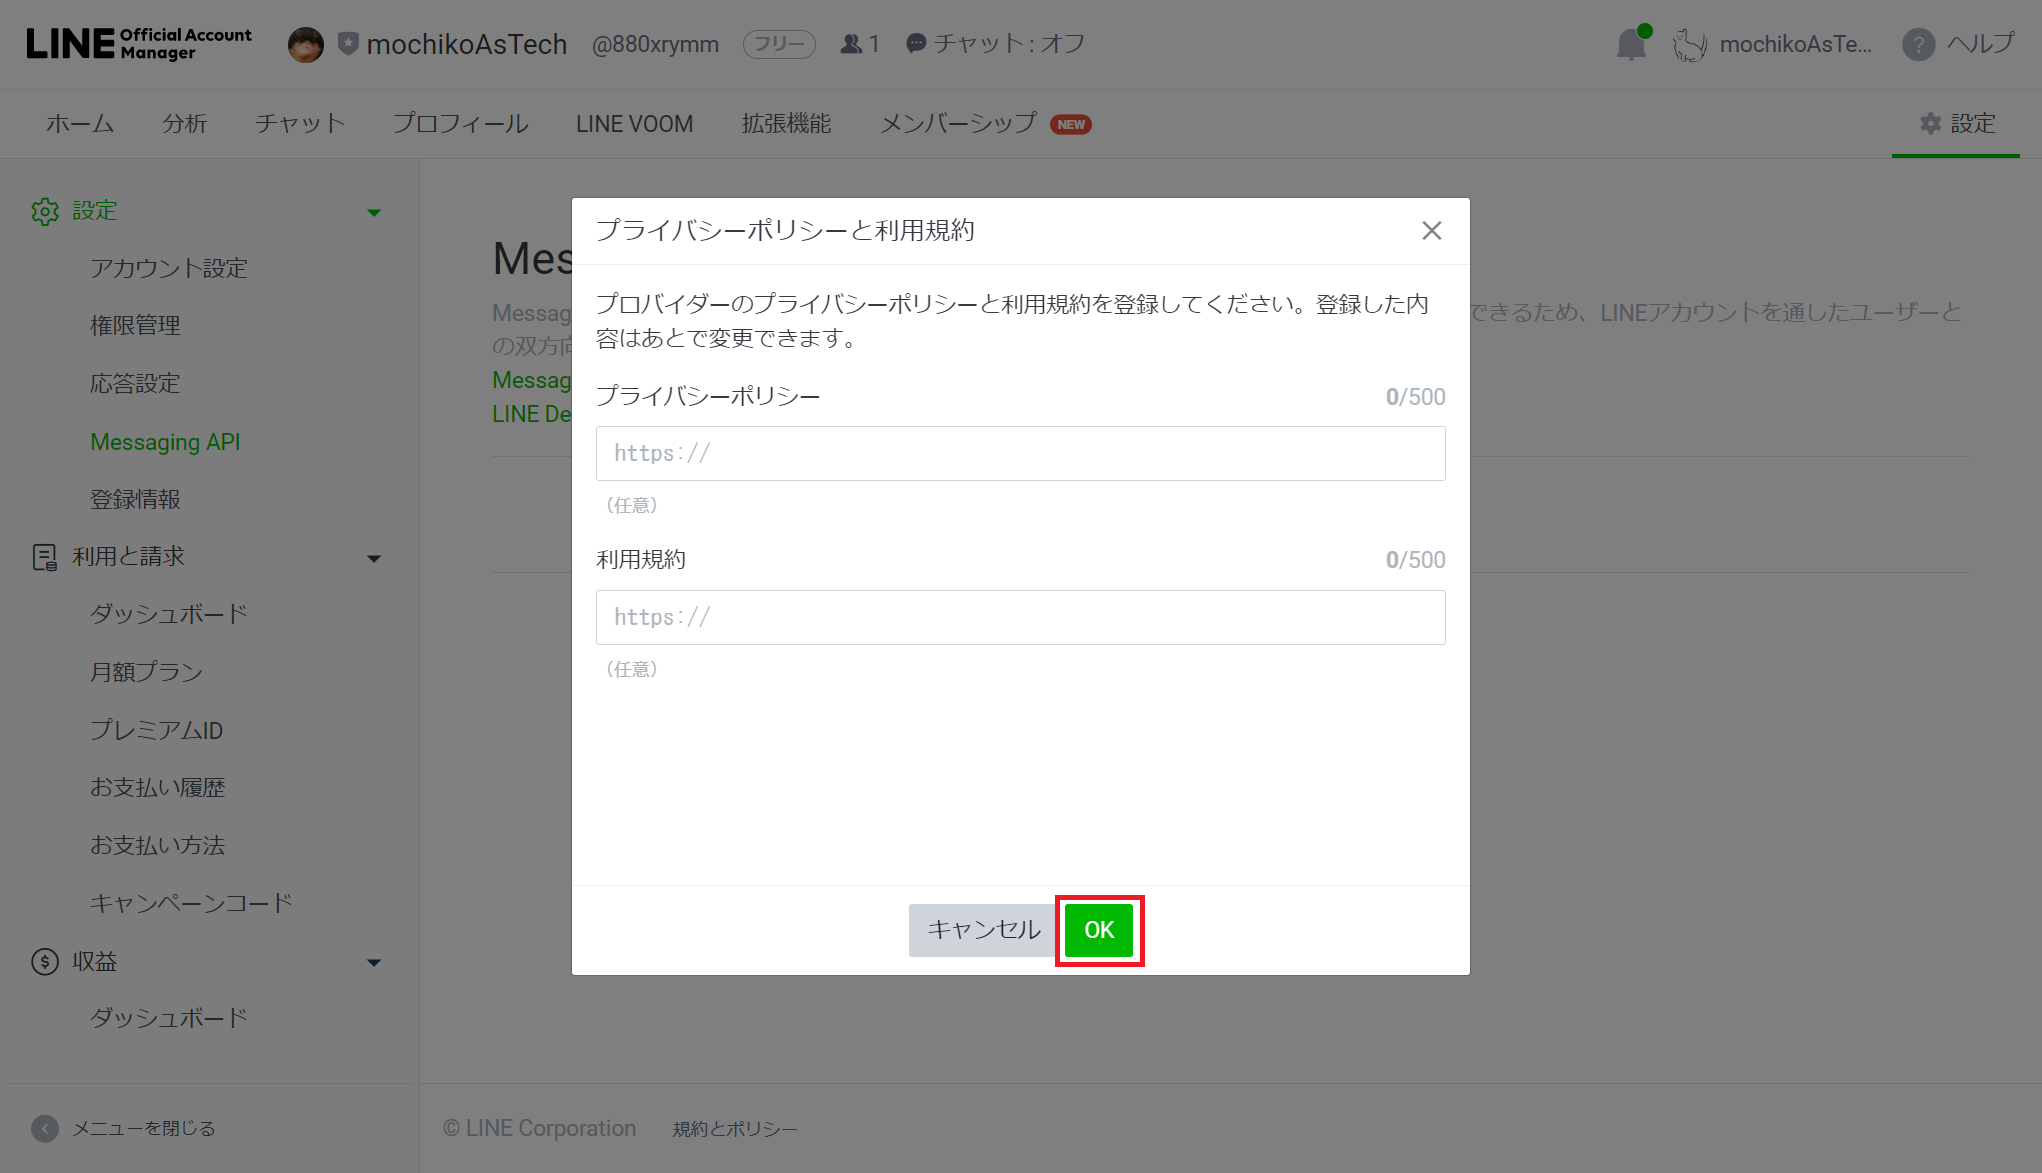 LINE Official Account Manager
mochikoAsTech @880xrymm フリー 1 チャット : オフ
mochikoAsTe... ? ヘルプ
ホーム 分析 チャット プロフィール LINE VOOM 拡張機能 メンバーシップ NEW 設定
設定
アカウント設定
権限管理
応答設定
Messaging API
登録情報
利用と請求
ダッシュボード
月額プラン
プレミアムID
お支払い履歴
お支払い方法
キャンペーンコード
収益
ダッシュボード
メニューを閉じる
Mes
Messag
できるため、LINEアカウントを通したユーザーと
の双方向
Messag
LINE De
プライバシーポリシーと利用規約
プロバイダーのプライバシーポリシーと利用規約を登録してください。登録した内
容はあとで変更できます。
プライバシーポリシー 0/500
https://
（任意）
利用規約 0/500
https://
（任意）
キャンセル OK
© LINE Corporation 規約とポリシー